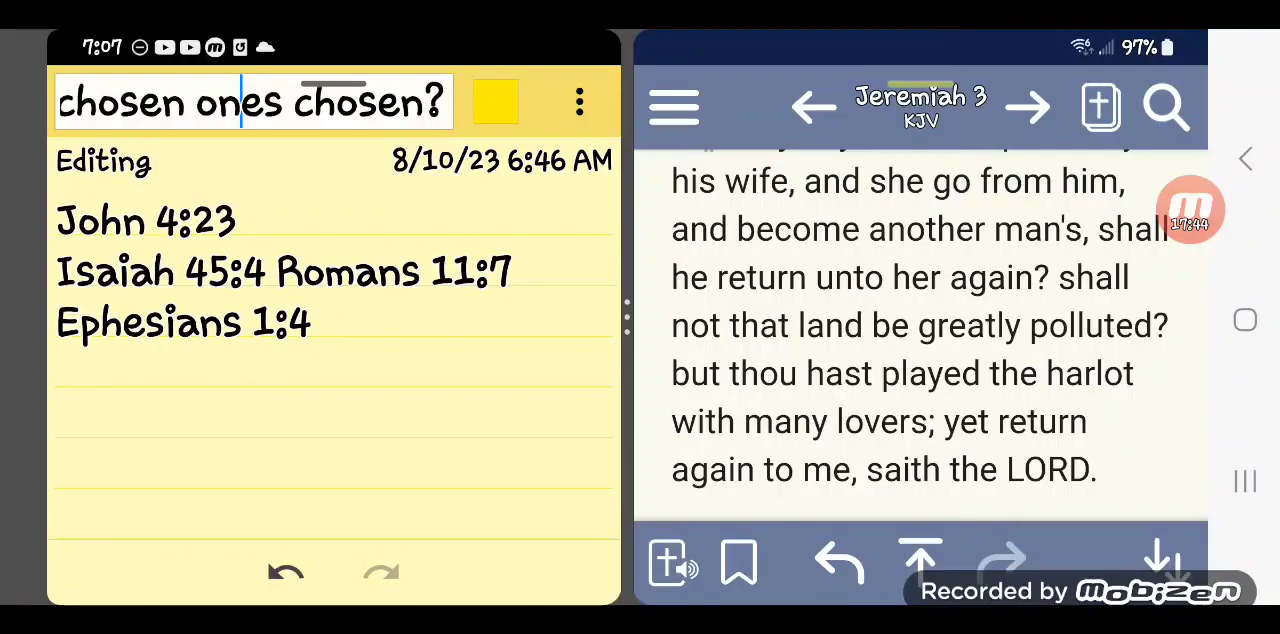 7:07
chosen ones chosen?
Editing 8/10/23 6:46 AM
John 4:23
Isaiah 45:4 Romans 11:7
Ephesians 1:4
97%
Jeremiah 3
KJV
his wife, and she go from him,
and become another man's, shall
he return unto her again? shall
not that land be greatly polluted?
but thou hast played the harlot
with many lovers; yet return
again to me, saith the LORD.
17:44
Recorded by MOBIZEN